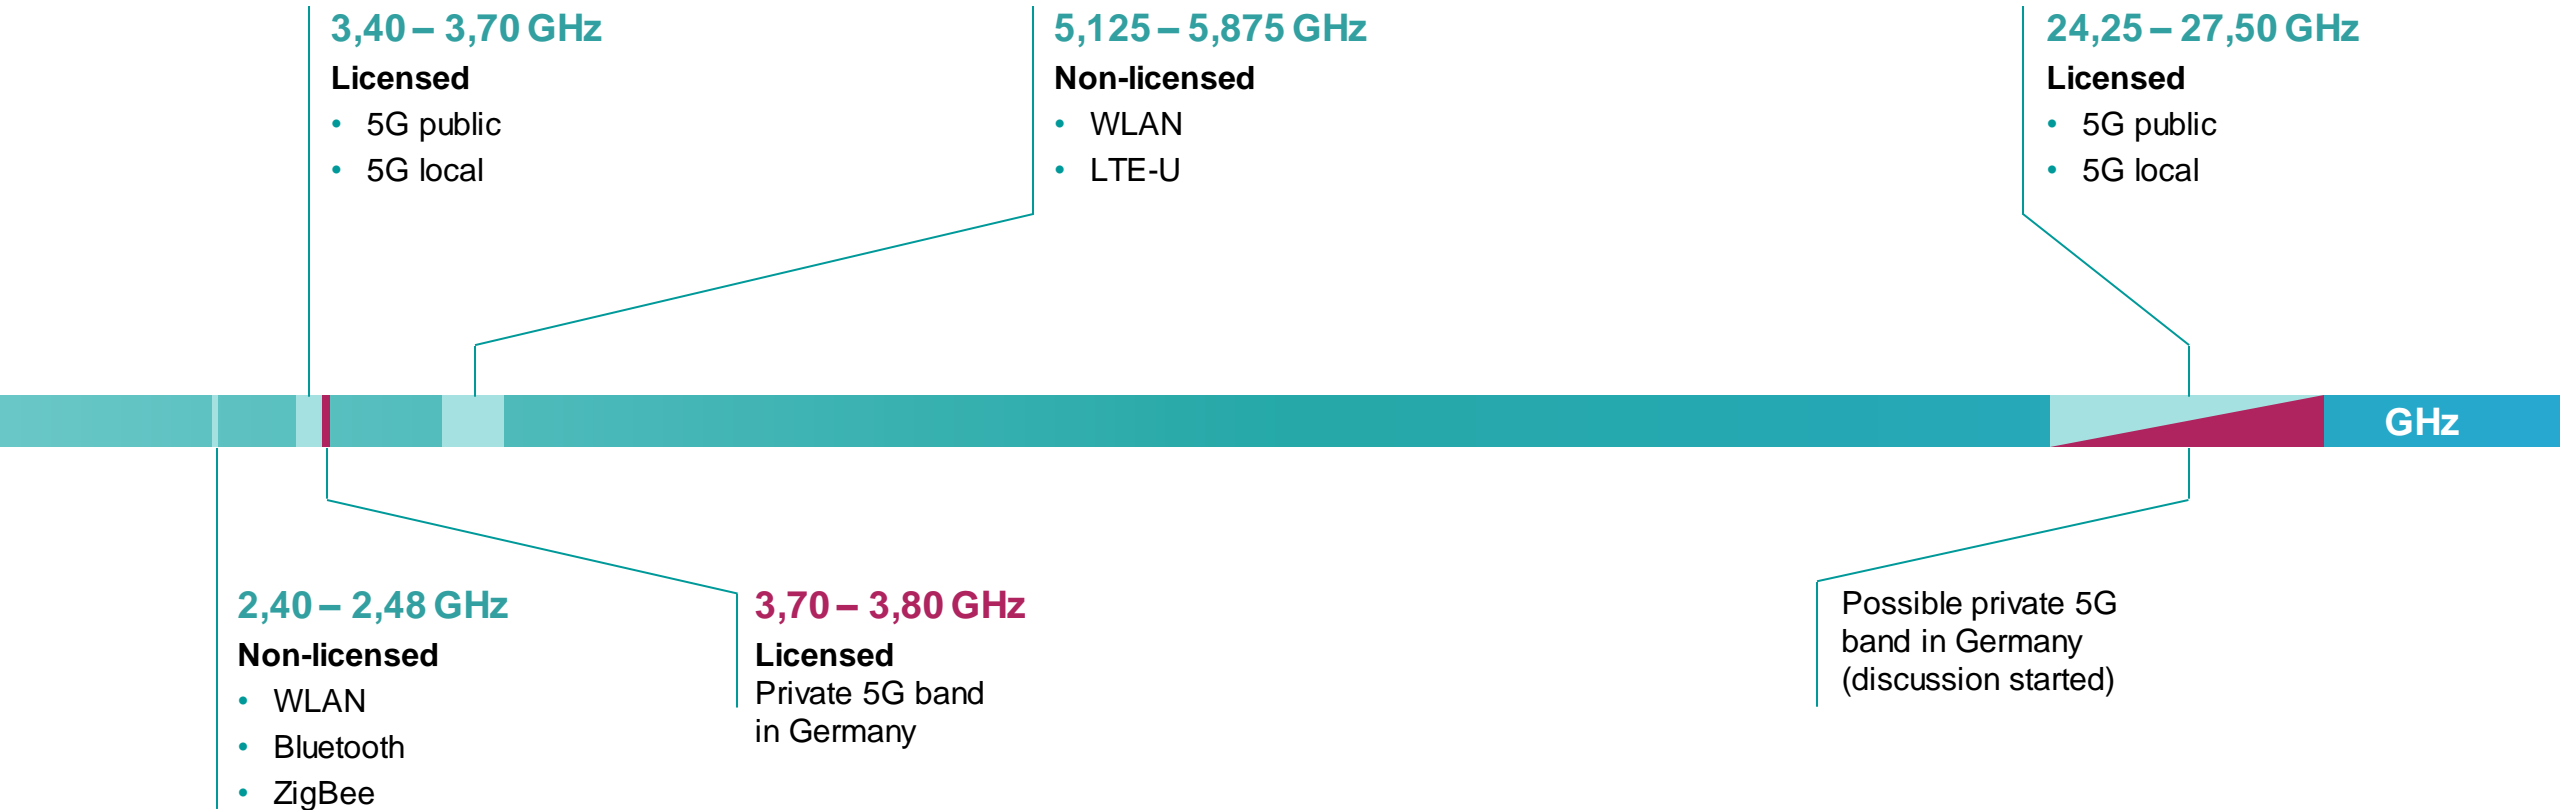 3,40 – 3,70 GHz
Licensed
• 5G public
• 5G local
5,125 – 5,875 GHz
Non-licensed
• WLAN
• LTE-U
24,25 – 27,50 GHz
Licensed
• 5G public
• 5G local
GHz
2,40 – 2,48 GHz
Non-licensed
• WLAN
• Bluetooth
• ZigBee
3,70 – 3,80 GHz
Licensed
Private 5G band
in Germany
Possible private 5G
band in Germany
(discussion started)